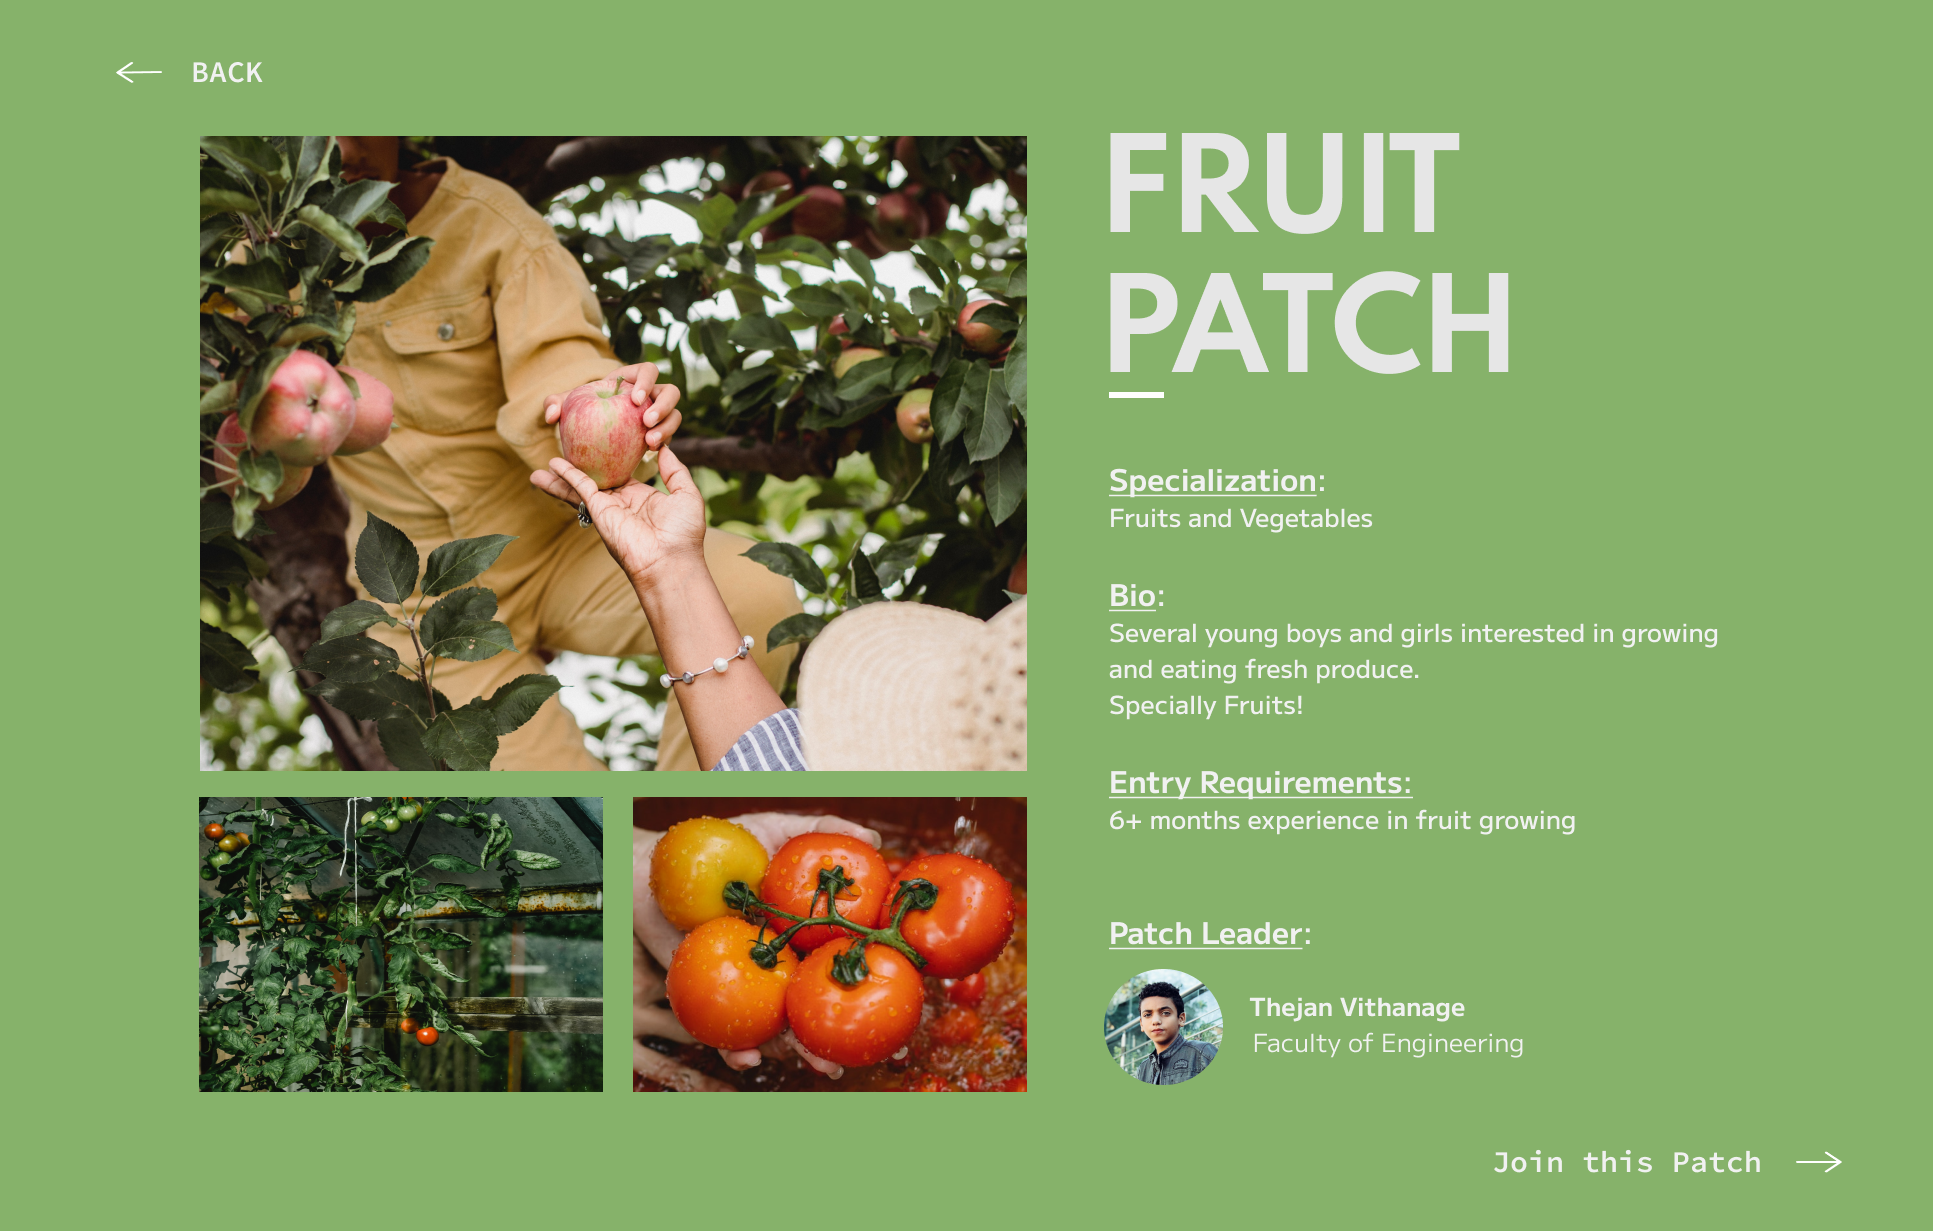 BACK
FRUIT
PATCH
Specialization:
Fruits and Vegetables
Bio:
Several young boys and girls interested in growing
and eating fresh produce.
Specially Fruits!
Entry Requirements:
6+ months experience in fruit growing
Patch Leader:
Thejan Vithanage
Faculty of Engineering
Join this Patch